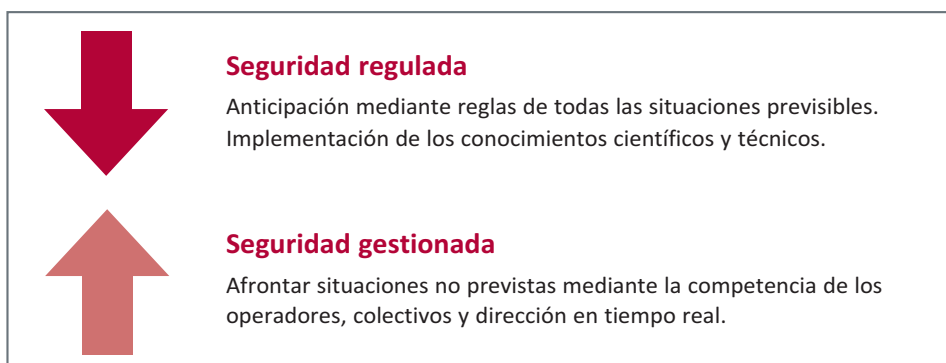 Seguridad regulada
Anticipación mediante reglas de todas las situaciones previsibles.
Implementación de los conocimientos científicos y técnicos.
Seguridad gestionada
Afrontar situaciones no previstas mediante la competencia de los
operadores, colectivos y dirección en tiempo real.